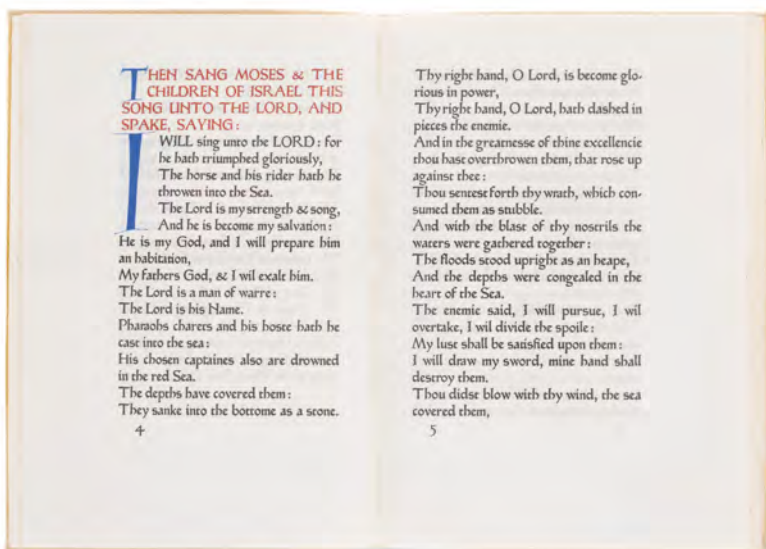 THEN SANG MOSES & THE
CHILDREN OF ISRAEL THIS
SONG UNTO THE LORD, AND
SPAKE, SAYING:
I WILL sing unto the LORD: for
he hath triumphed gloriously,
The horse and his rider hath he
throwen into the Sea.
The Lord is my strength & song,
And he is become my salvation:
He is my God, and I will prepare him
an habitation,
My fathers God, & I wil exalt him.
The Lord is a man of warre:
The Lord is his Name.
Pharaohs charets and his hoste hath he
cast into the sea:
His chosen captaines also are drowned
in the red Sea.
The depths have covered them:
They sanke into the bottome as a stone.
4
Thy right hand, O Lord, is become glo-
rious in power,
Thy right hand, O Lord, hath dashed in
pieces the enemie.
And in the greatnesse of thine excellencie
thou hast overthrowen them, that rose up
against thee:
Thou sentest forth thy wrath, which con-
sumed them as stubble.
And with the blast of thy nostrils the
waters were gathered together:
The floods stood upright as an heape,
And the depths were congealed in the
heart of the Sea.
The enemie said, I will pursue, I wil
overtake, I wil divide the spoile:
My lust shall be satisfied upon them:
I will draw my sword, mine hand shall
destroy them.
Thou didst blow with thy wind, the sea
covered them,
5